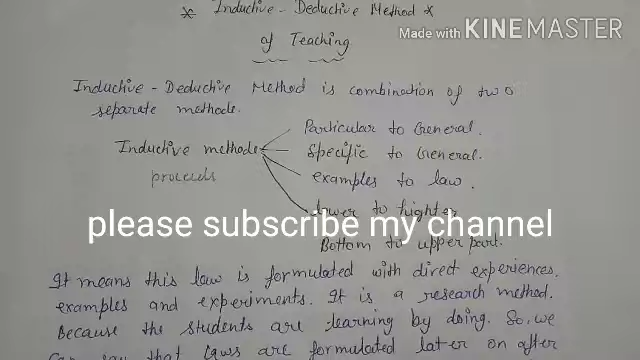 * Inductive - Deductive Method *
Made with KINEMASTER
of Teaching
Inductive - Deductive Method is combination of two
separate methods.
Particular to General.
Inductive methode
Specific to General.
proceeds
examples to law.
lower to higher
please subscribe my channel
Bottom to upper part.
It means this law is formulated with direct experiences,
examples and experiments. It is a research method.
Because the students are learning by doing. So, we
can say that laws are formulated later on after